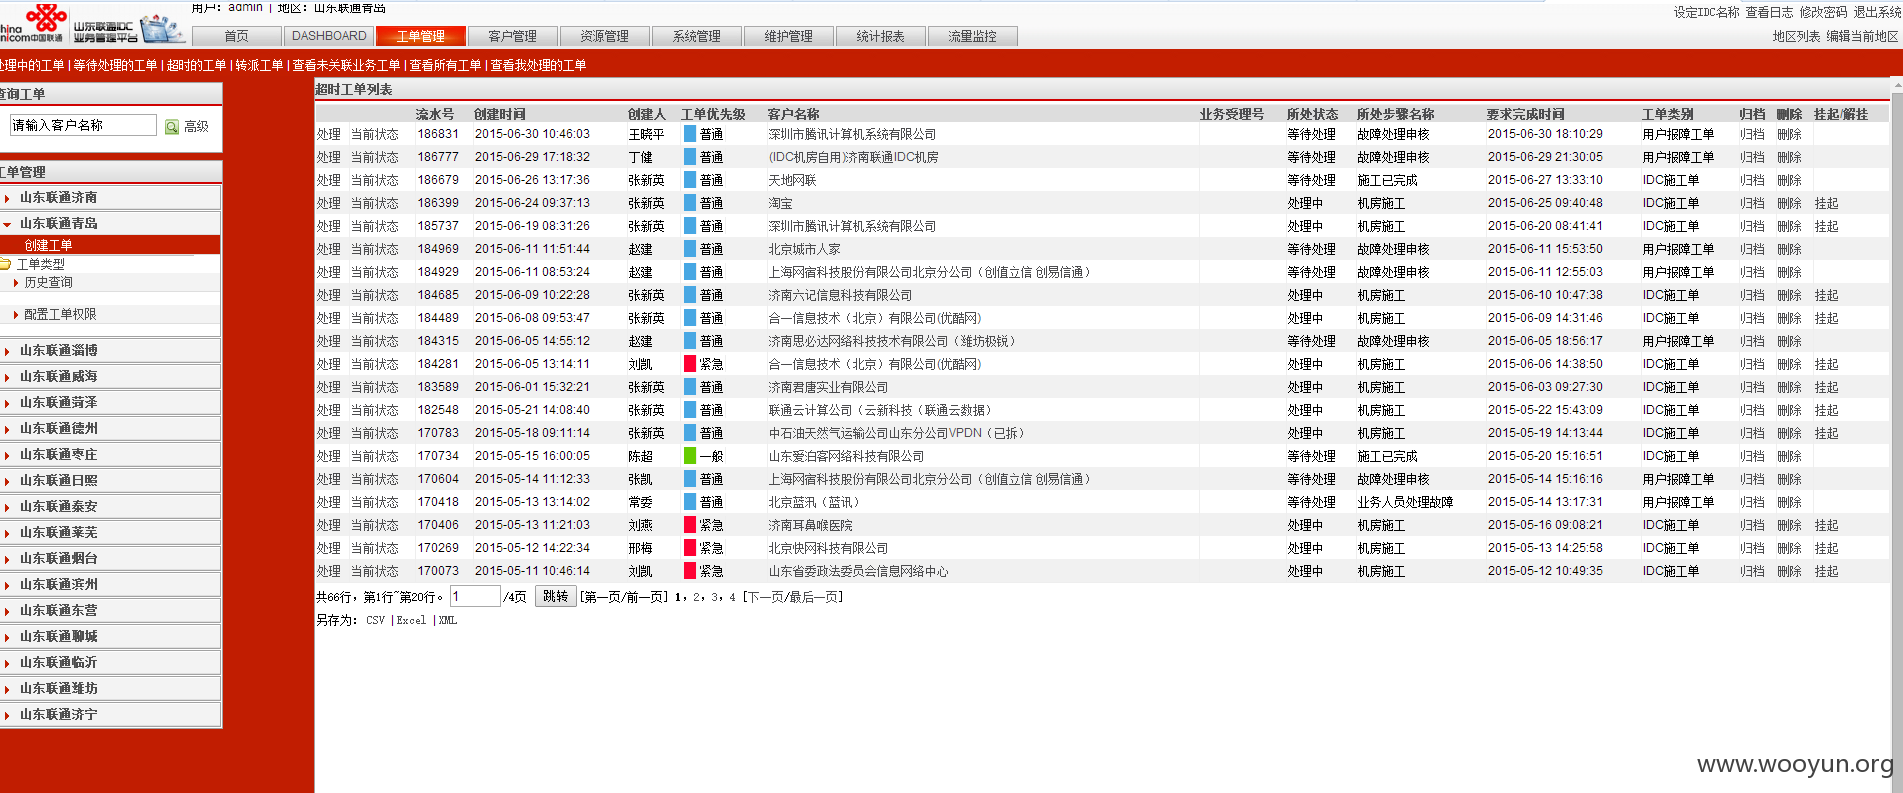 用户：admin | 地区：山东联通青岛
设定IDC名称 查看日志 修改密码 退出系统
中国联通
山东联通IDC
业务管理平台
首页 DASHBOARD 工单管理 客户管理 资源管理 系统管理 维护管理 统计报表 流量监控
地区列表 编辑当前地区
处理中的工单 | 等待处理的工单 | 超时的工单 | 转派工单 | 查看未关联业务工单 | 查看所有工单 | 查看我处理的工单
查询工单
请输入客户名称 高级
工单管理
山东联通济南
山东联通青岛
创建工单
工单类型
历史查询
配置工单权限
山东联通淄博
山东联通威海
山东联通菏泽
山东联通德州
山东联通枣庄
山东联通日照
山东联通泰安
山东联通莱芜
山东联通烟台
山东联通滨州
山东联通东营
山东联通聊城
山东联通临沂
山东联通潍坊
山东联通济宁
超时工单列表
流水号 创建时间 创建人 工单优先级 客户名称 业务受理号 所处状态 所处步骤名称 要求完成时间 工单类别 归档 删除 挂起/解挂
处理 当前状态 186831 2015-06-30 10:46:03 王晓平 普通 深圳市腾讯计算机系统有限公司 等待处理 故障处理审核 2015-06-30 18:10:29 用户报障工单 归档 删除
处理 当前状态 186777 2015-06-29 17:18:32 丁健 普通 (IDC机房自用)济南联通IDC机房 等待处理 故障处理审核 2015-06-29 21:30:05 用户报障工单 归档 删除
处理 当前状态 186679 2015-06-26 13:17:36 张新英 普通 天地网联 等待处理 施工已完成 2015-06-27 13:33:10 IDC施工单 归档 删除
处理 当前状态 186399 2015-06-24 09:37:13 张新英 普通 淘宝 处理中 机房施工 2015-06-25 09:40:48 IDC施工单 归档 删除 挂起
处理 当前状态 185737 2015-06-19 08:31:26 张新英 普通 深圳市腾讯计算机系统有限公司 处理中 机房施工 2015-06-20 08:41:41 IDC施工单 归档 删除 挂起
处理 当前状态 184969 2015-06-11 11:51:44 赵建 普通 北京城市人家 等待处理 故障处理审核 2015-06-11 15:53:50 用户报障工单 归档 删除
处理 当前状态 184929 2015-06-11 08:53:24 赵建 普通 上海网宿科技股份有限公司北京分公司（创值立信 创易信通） 等待处理 故障处理审核 2015-06-11 12:55:03 用户报障工单 归档 删除
处理 当前状态 184685 2015-06-09 10:22:28 张新英 普通 济南六记信息科技有限公司 处理中 机房施工 2015-06-10 10:47:38 IDC施工单 归档 删除 挂起
处理 当前状态 184489 2015-06-08 09:53:47 张新英 普通 合一信息技术（北京）有限公司(优酷网) 处理中 机房施工 2015-06-09 14:31:46 IDC施工单 归档 删除 挂起
处理 当前状态 184315 2015-06-05 14:55:12 赵建 普通 济南思必达网络科技技术有限公司（潍坊极锐） 等待处理 故障处理审核 2015-06-05 18:56:17 用户报障工单 归档 删除
处理 当前状态 184281 2015-06-05 13:14:11 刘凯 紧急 合一信息技术（北京）有限公司(优酷网) 处理中 机房施工 2015-06-06 14:38:50 IDC施工单 归档 删除 挂起
处理 当前状态 183589 2015-06-01 15:32:21 张新英 普通 济南君唐实业有限公司 处理中 机房施工 2015-06-03 09:27:30 IDC施工单 归档 删除 挂起
处理 当前状态 182548 2015-05-21 14:08:40 张新英 普通 联通云计算公司（云新科技（联通云数据） 处理中 机房施工 2015-05-22 15:43:09 IDC施工单 归档 删除 挂起
处理 当前状态 170783 2015-05-18 09:11:14 张新英 普通 中石油天然气运输公司山东分公司VPDN（已拆） 处理中 机房施工 2015-05-19 14:13:44 IDC施工单 归档 删除 挂起
处理 当前状态 170734 2015-05-15 16:00:05 陈超 一般 山东爱泊客网络科技有限公司 等待处理 施工已完成 2015-05-20 15:16:51 IDC施工单 归档 删除
处理 当前状态 170604 2015-05-14 11:12:33 张凯 普通 上海网宿科技股份有限公司北京分公司（创值立信 创易信通） 等待处理 故障处理审核 2015-05-14 15:16:16 用户报障工单 归档 删除
处理 当前状态 170418 2015-05-13 13:14:02 常委 普通 北京蓝汛（蓝讯） 等待处理 业务人员处理故障 2015-05-14 13:17:31 用户报障工单 归档 删除
处理 当前状态 170406 2015-05-13 11:21:03 刘燕 紧急 济南耳鼻喉医院 处理中 机房施工 2015-05-16 09:08:21 IDC施工单 归档 删除 挂起
处理 当前状态 170269 2015-05-12 14:22:34 邢梅 紧急 北京快网科技有限公司 处理中 机房施工 2015-05-13 14:25:58 IDC施工单 归档 删除 挂起
处理 当前状态 170073 2015-05-11 10:46:14 刘凯 紧急 山东省委政法委员会信息网络中心 处理中 机房施工 2015-05-12 10:49:35 IDC施工单 归档 删除 挂起
共66行，第1行~第20行。 1 /4页 跳转 [第一页/前一页] 1, 2, 3, 4 [下一页/最后一页]
另存为: CSV |Excel |XML
www.wooyun.org